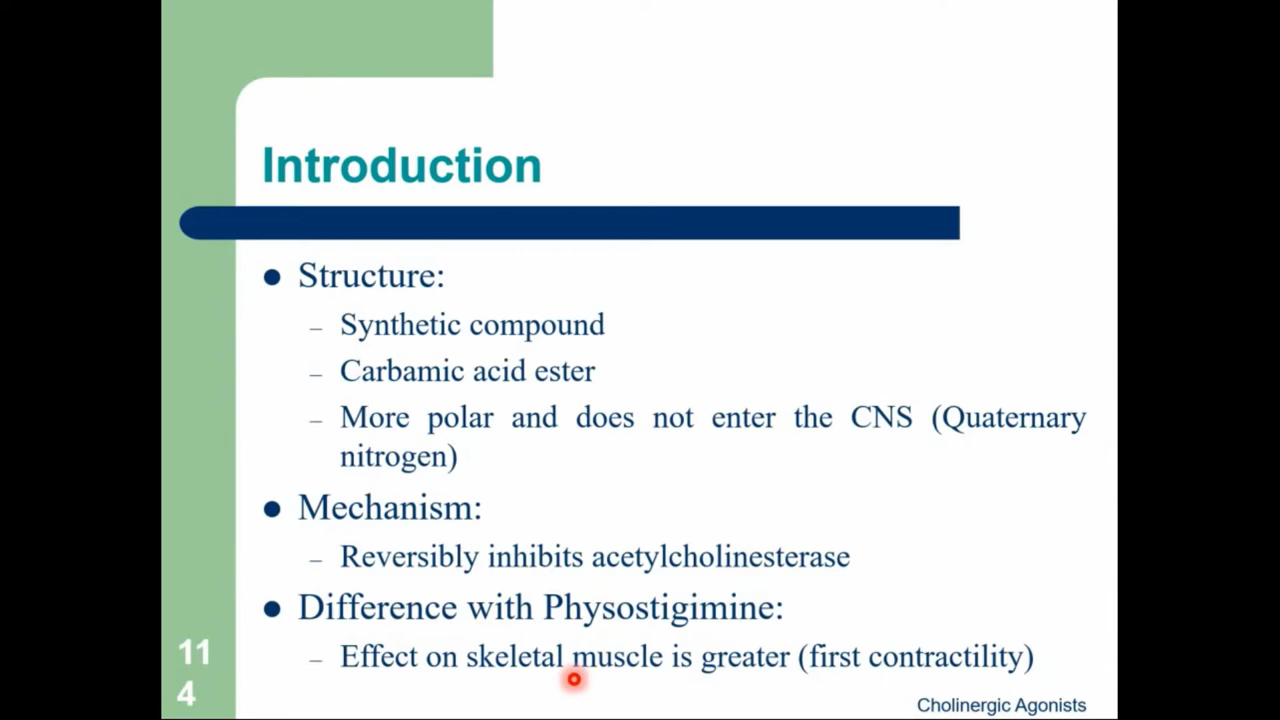 Introduction
Structure:
– Synthetic compound
– Carbamic acid ester
– More polar and does not enter the CNS (Quaternary
nitrogen)
Mechanism:
– Reversibly inhibits acetylcholinesterase
Difference with Physostigimine:
– Effect on skeletal muscle is greater (first contractility)
11
4
Cholinergic Agonists